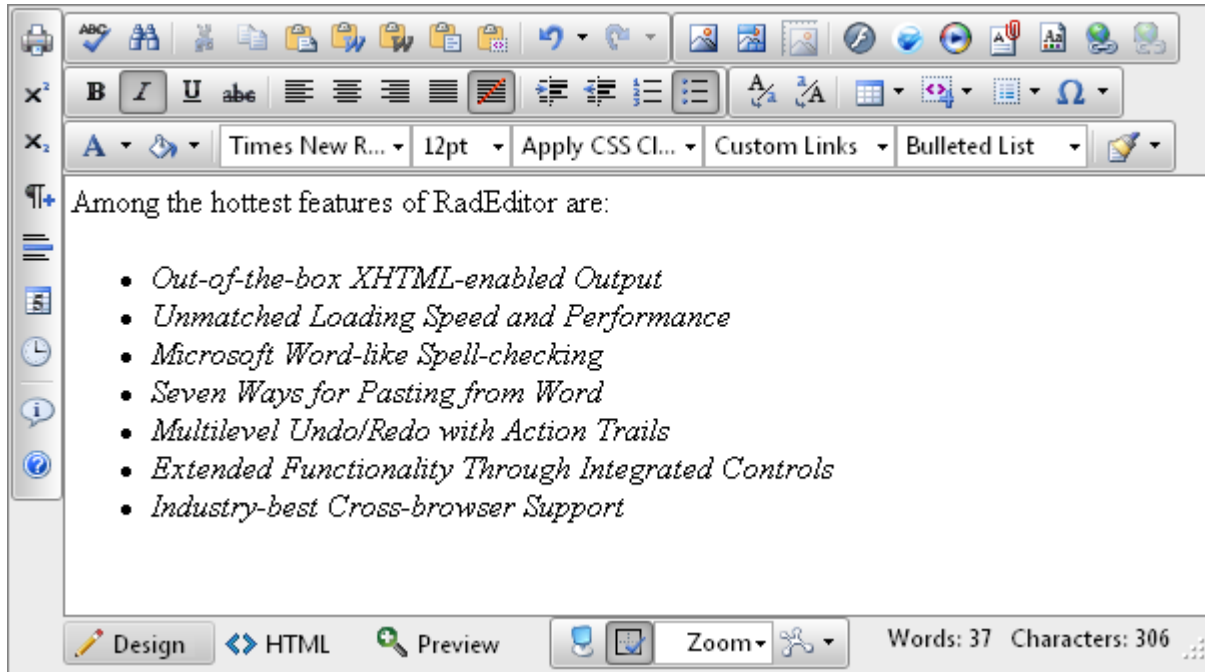 ABC
B I U abc
Times New R... 12pt Apply CSS Cl... Custom Links Bulleted List
Among the hottest features of RadEditor are:
Out-of-the-box XHTML-enabled Output
Unmatched Loading Speed and Performance
Microsoft Word-like Spell-checking
Seven Ways for Pasting from Word
Multilevel Undo/Redo with Action Trails
Extended Functionality Through Integrated Controls
Industry-best Cross-browser Support
Design HTML Preview Zoom Words: 37 Characters: 306